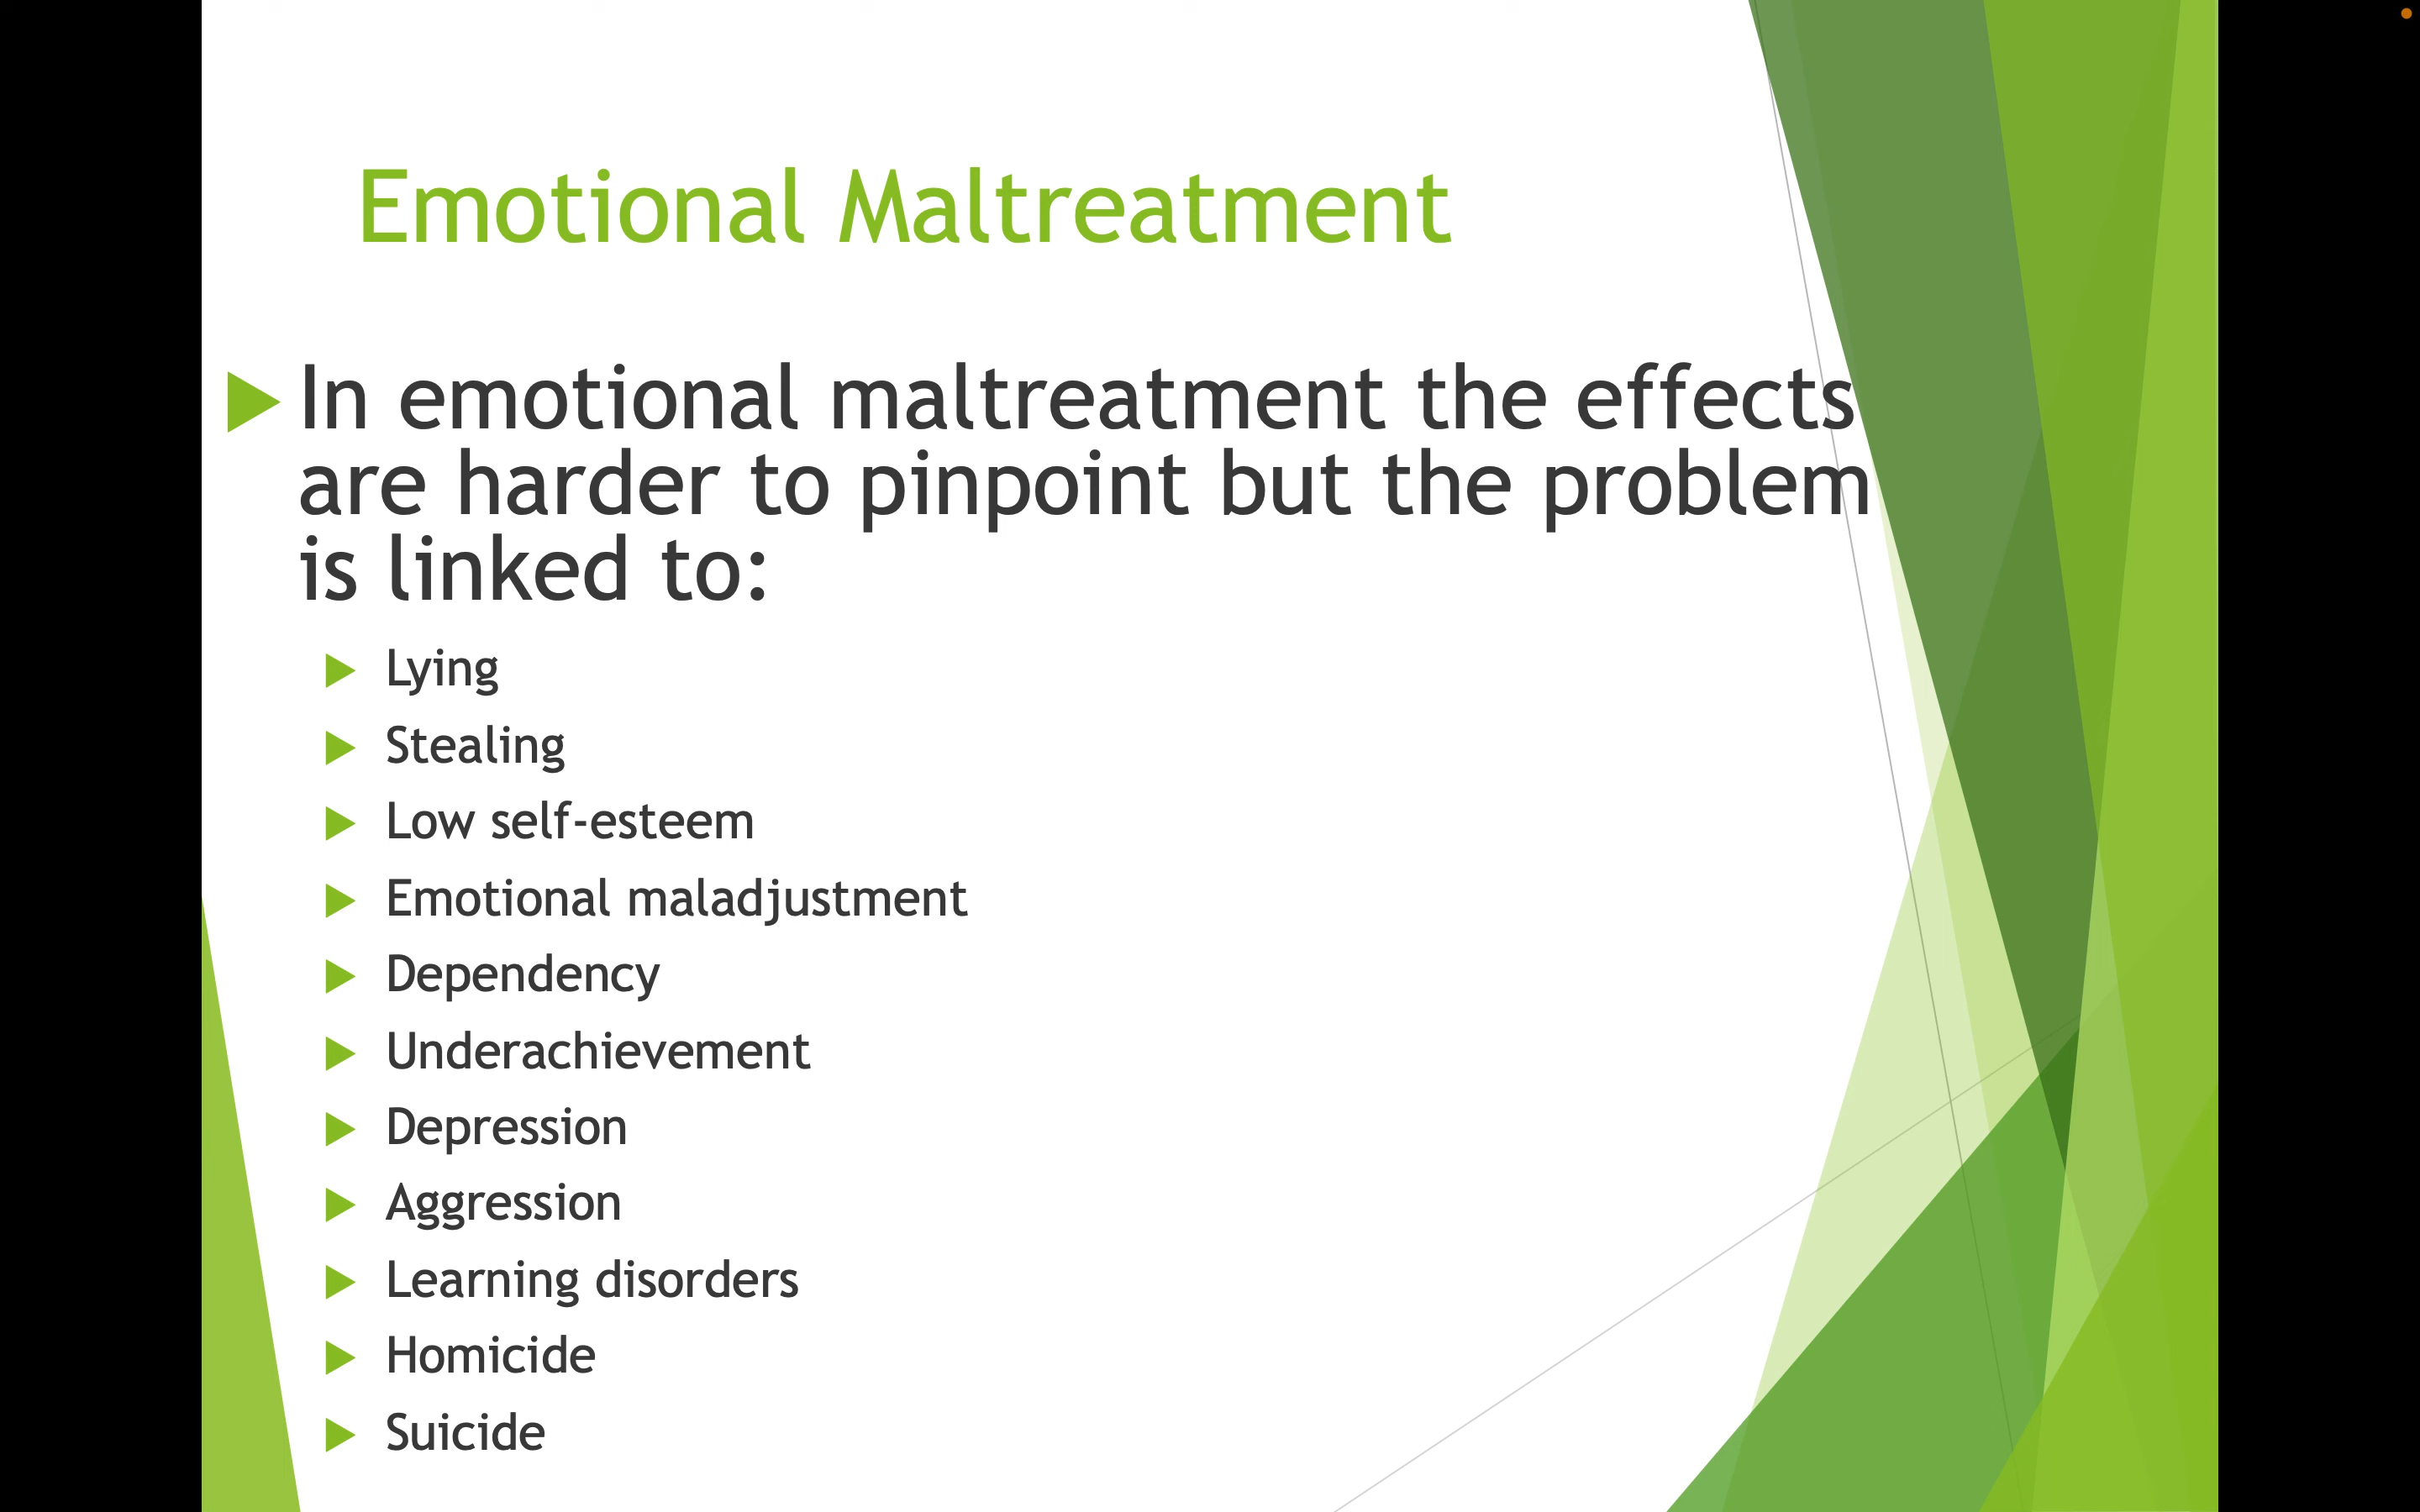 Emotional Maltreatment
In emotional maltreatment the effects
are harder to pinpoint but the problem
is linked to:
Lying
Stealing
Low self-esteem
Emotional maladjustment
Dependency
Underachievement
Depression
Aggression
Learning disorders
Homicide
Suicide